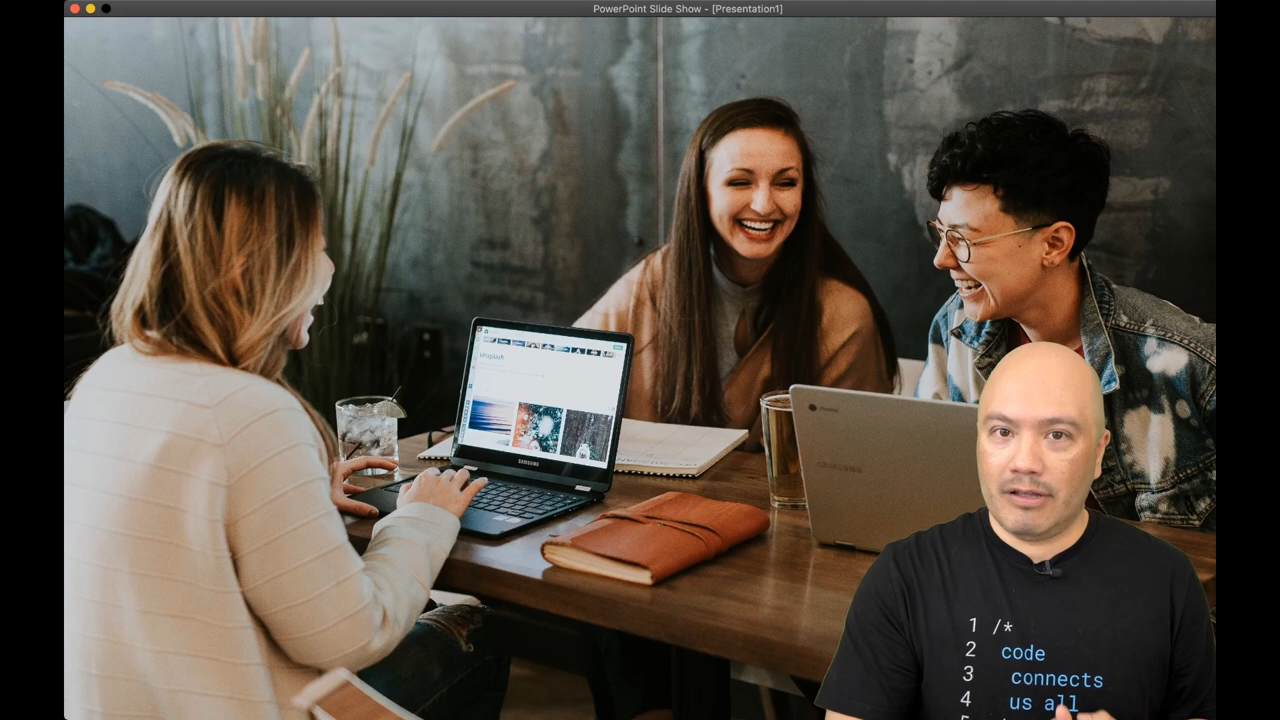 PowerPoint Slide Show - [Presentation1]
Unsplash
SAMSUNG
1 /*
2 code
3 connects
4 us all